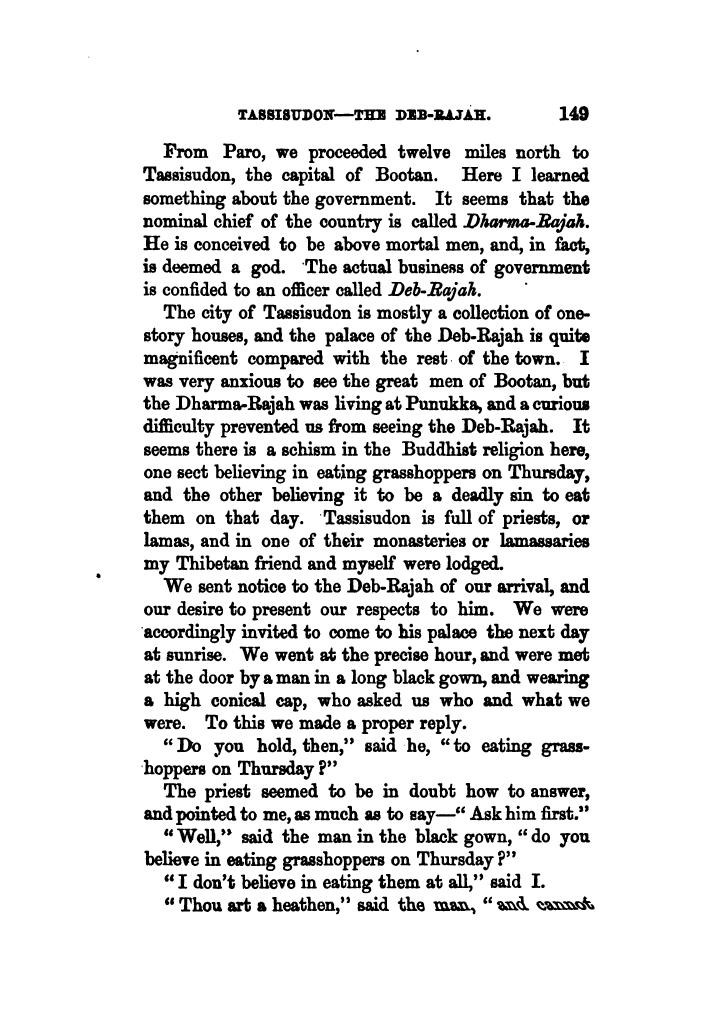 TASSISUDON—THE DEB-RAJAH. 149
From Paro, we proceeded twelve miles north to
Tassisudon, the capital of Bootan. Here I learned
something about the government. It seems that the
nominal chief of the country is called Dharma-Rajah.
He is conceived to be above mortal men, and, in fact,
is deemed a god. The actual business of government
is confided to an officer called Deb-Rajah.
The city of Tassisudon is mostly a collection of one-
story houses, and the palace of the Deb-Rajah is quite
magnificent compared with the rest of the town. I
was very anxious to see the great men of Bootan, but
the Dharma-Rajah was living at Punukka, and a curious
difficulty prevented us from seeing the Deb-Rajah. It
seems there is a schism in the Buddhist religion here,
one sect believing in eating grasshoppers on Thursday,
and the other believing it to be a deadly sin to eat
them on that day. Tassisudon is full of priests, or
lamas, and in one of their monasteries or lamassaries
my Thibetan friend and myself were lodged.
We sent notice to the Deb-Rajah of our arrival, and
our desire to present our respects to him. We were
accordingly invited to come to his palace the next day
at sunrise. We went at the precise hour, and were met
at the door by a man in a long black gown, and wearing
a high conical cap, who asked us who and what we
were. To this we made a proper reply.
"Do you hold, then," said he, "to eating grass-
hoppers on Thursday?"
The priest seemed to be in doubt how to answer,
and pointed to me, as much as to say—"Ask him first."
"Well," said the man in the black gown, "do you
believe in eating grasshoppers on Thursday?"
"I don't believe in eating them at all," said I.
"Thou art a heathen," said the man, "and cannot